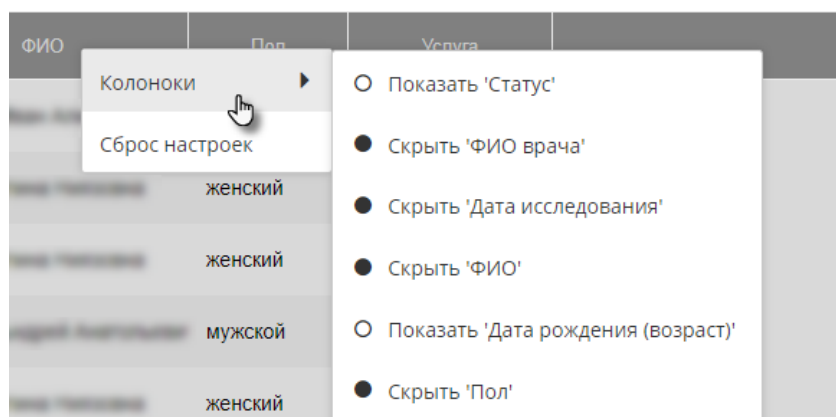 ФИО Пол Услуга
Колоноки
Показать 'Статус'
Сброс настроек
Скрыть 'ФИО врача'
женский
Скрыть 'Дата исследования'
женский
Скрыть 'ФИО'
мужской
Показать 'Дата рождения (возраст)'
женский
Скрыть 'Пол'